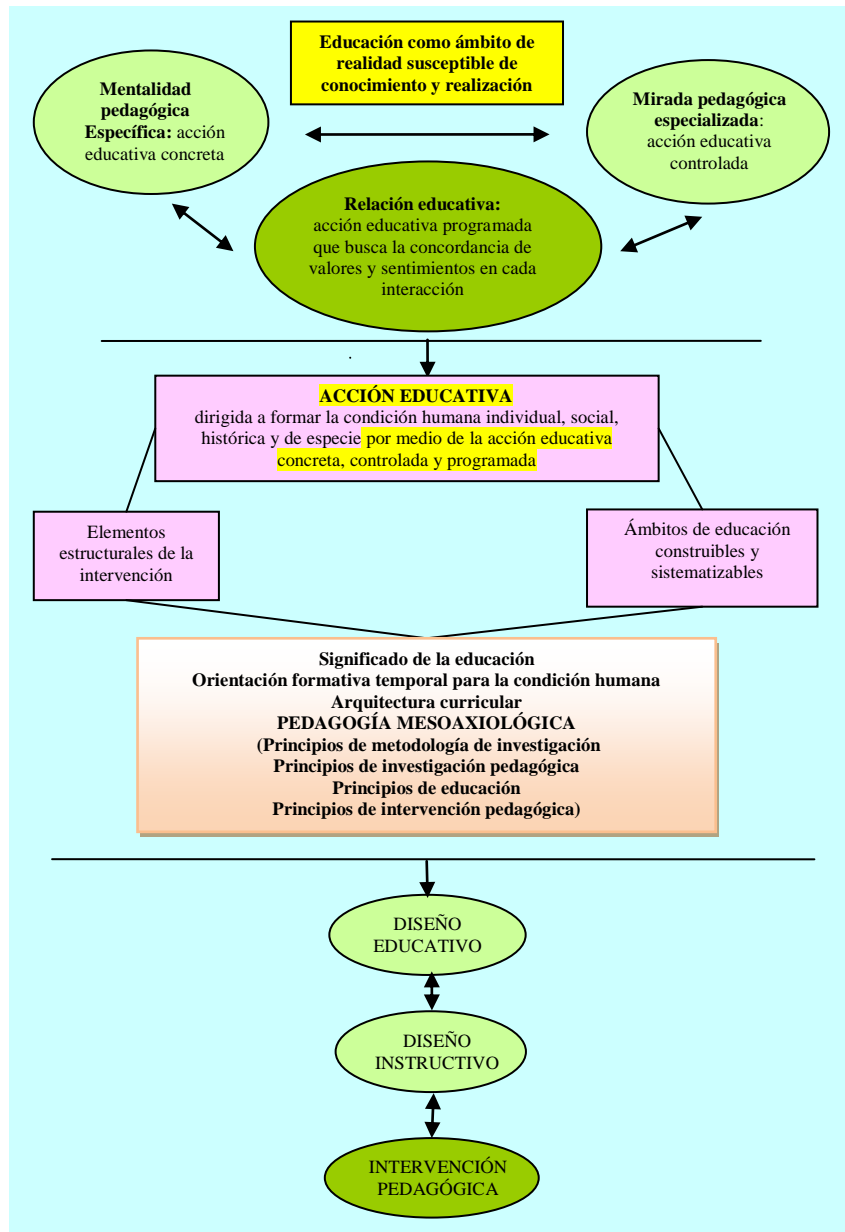 Educación como ámbito de
realidad susceptible de
conocimiento y realización
Mentalidad
pedagógica
Específica: acción
educativa concreta
Mirada pedagógica
especializada:
acción educativa
controlada
Relación educativa:
acción educativa programada
que busca la concordancia de
valores y sentimientos en cada
interacción
ACCIÓN EDUCATIVA
dirigida a formar la condición humana individual, social,
histórica y de especie por medio de la acción educativa
concreta, controlada y programada
Elementos
estructurales de la
intervención
Ámbitos de educación
construibles y
sistematizables
Significado de la educación
Orientación formativa temporal para la condición humana
Arquitectura curricular
PEDAGOGÍA MESOAXIOLÓGICA
(Principios de metodología de investigación
Principios de investigación pedagógica
Principios de educación
Principios de intervención pedagógica)
DISEÑO
EDUCATIVO
DISEÑO
INSTRUCTIVO
INTERVENCIÓN
PEDAGÓGICA